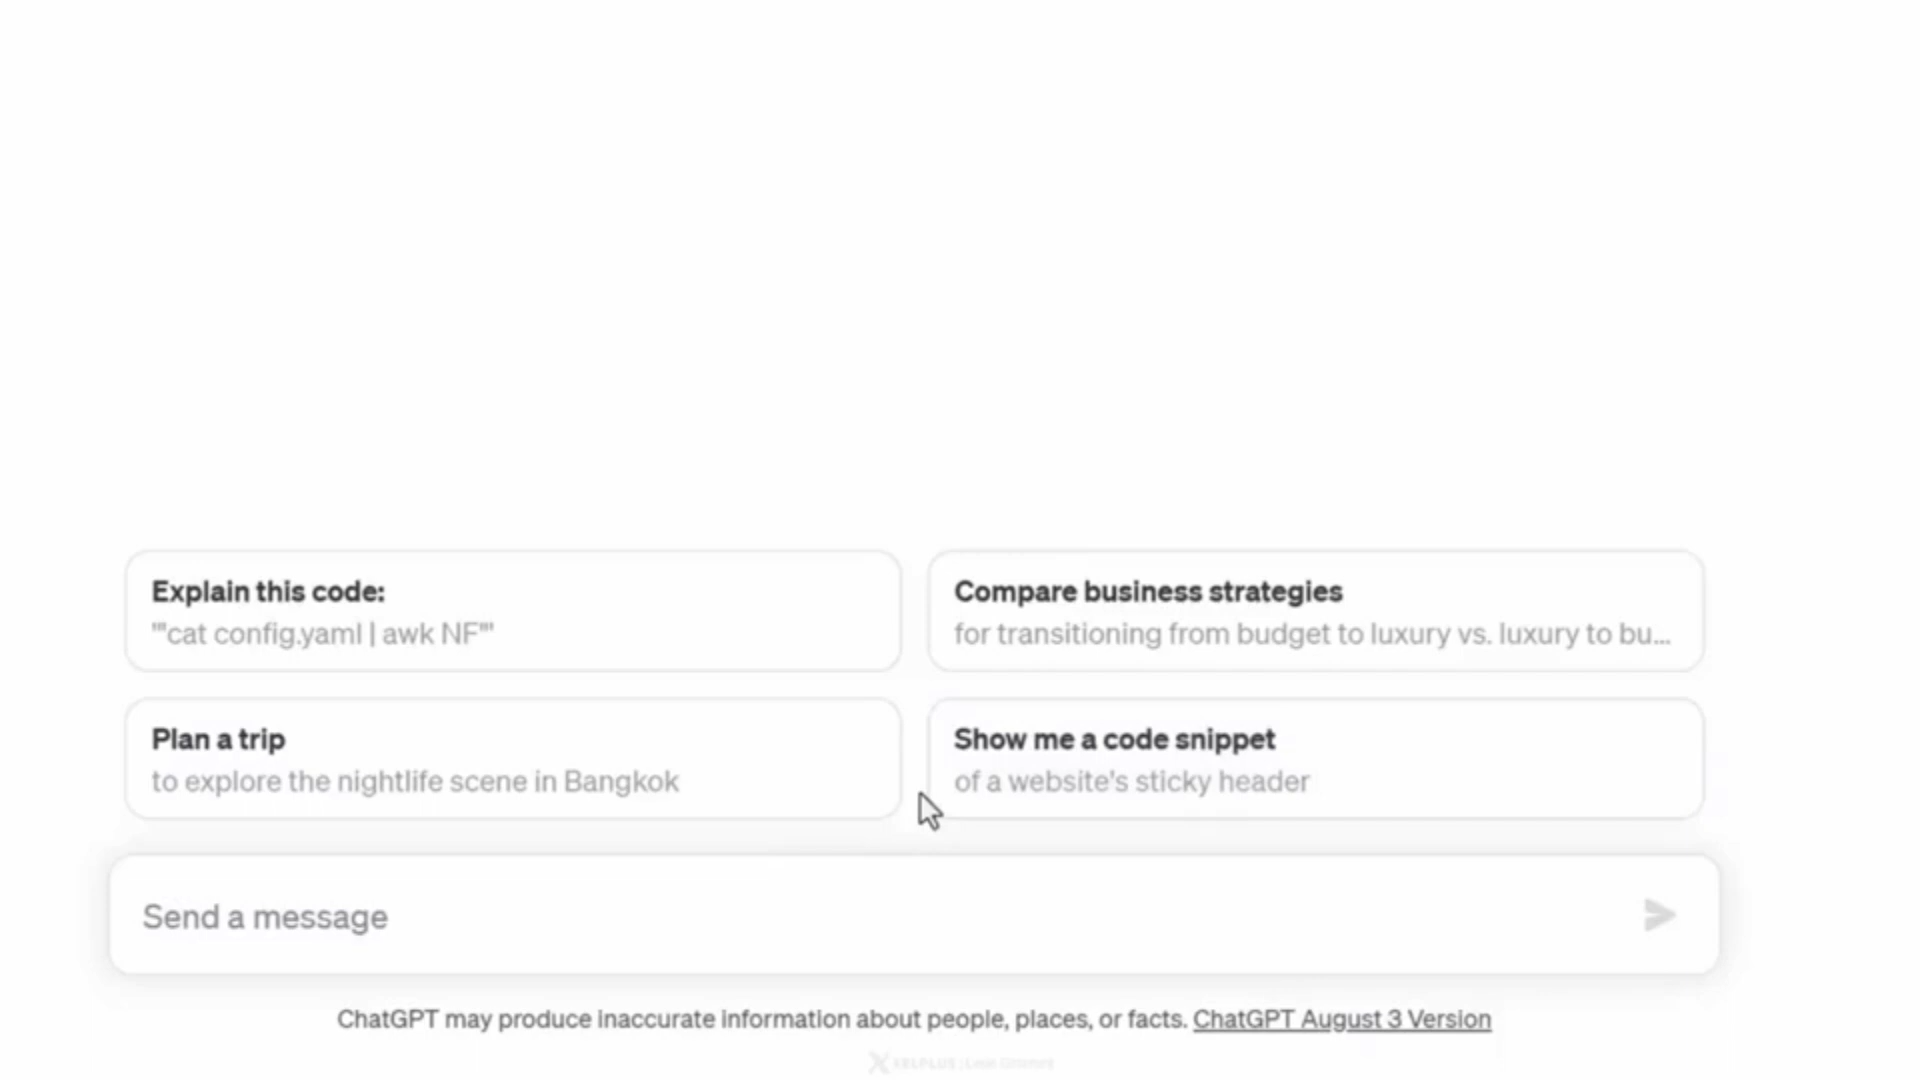 Explain this code:
"'cat config.yaml | awk NF'"
Compare business strategies
for transitioning from budget to luxury vs. luxury to bu...
Plan a trip
to explore the nightlife scene in Bangkok
Show me a code snippet
of a website's sticky header
Send a message
ChatGPT may produce inaccurate information about people, places, or facts. ChatGPT August 3 Version